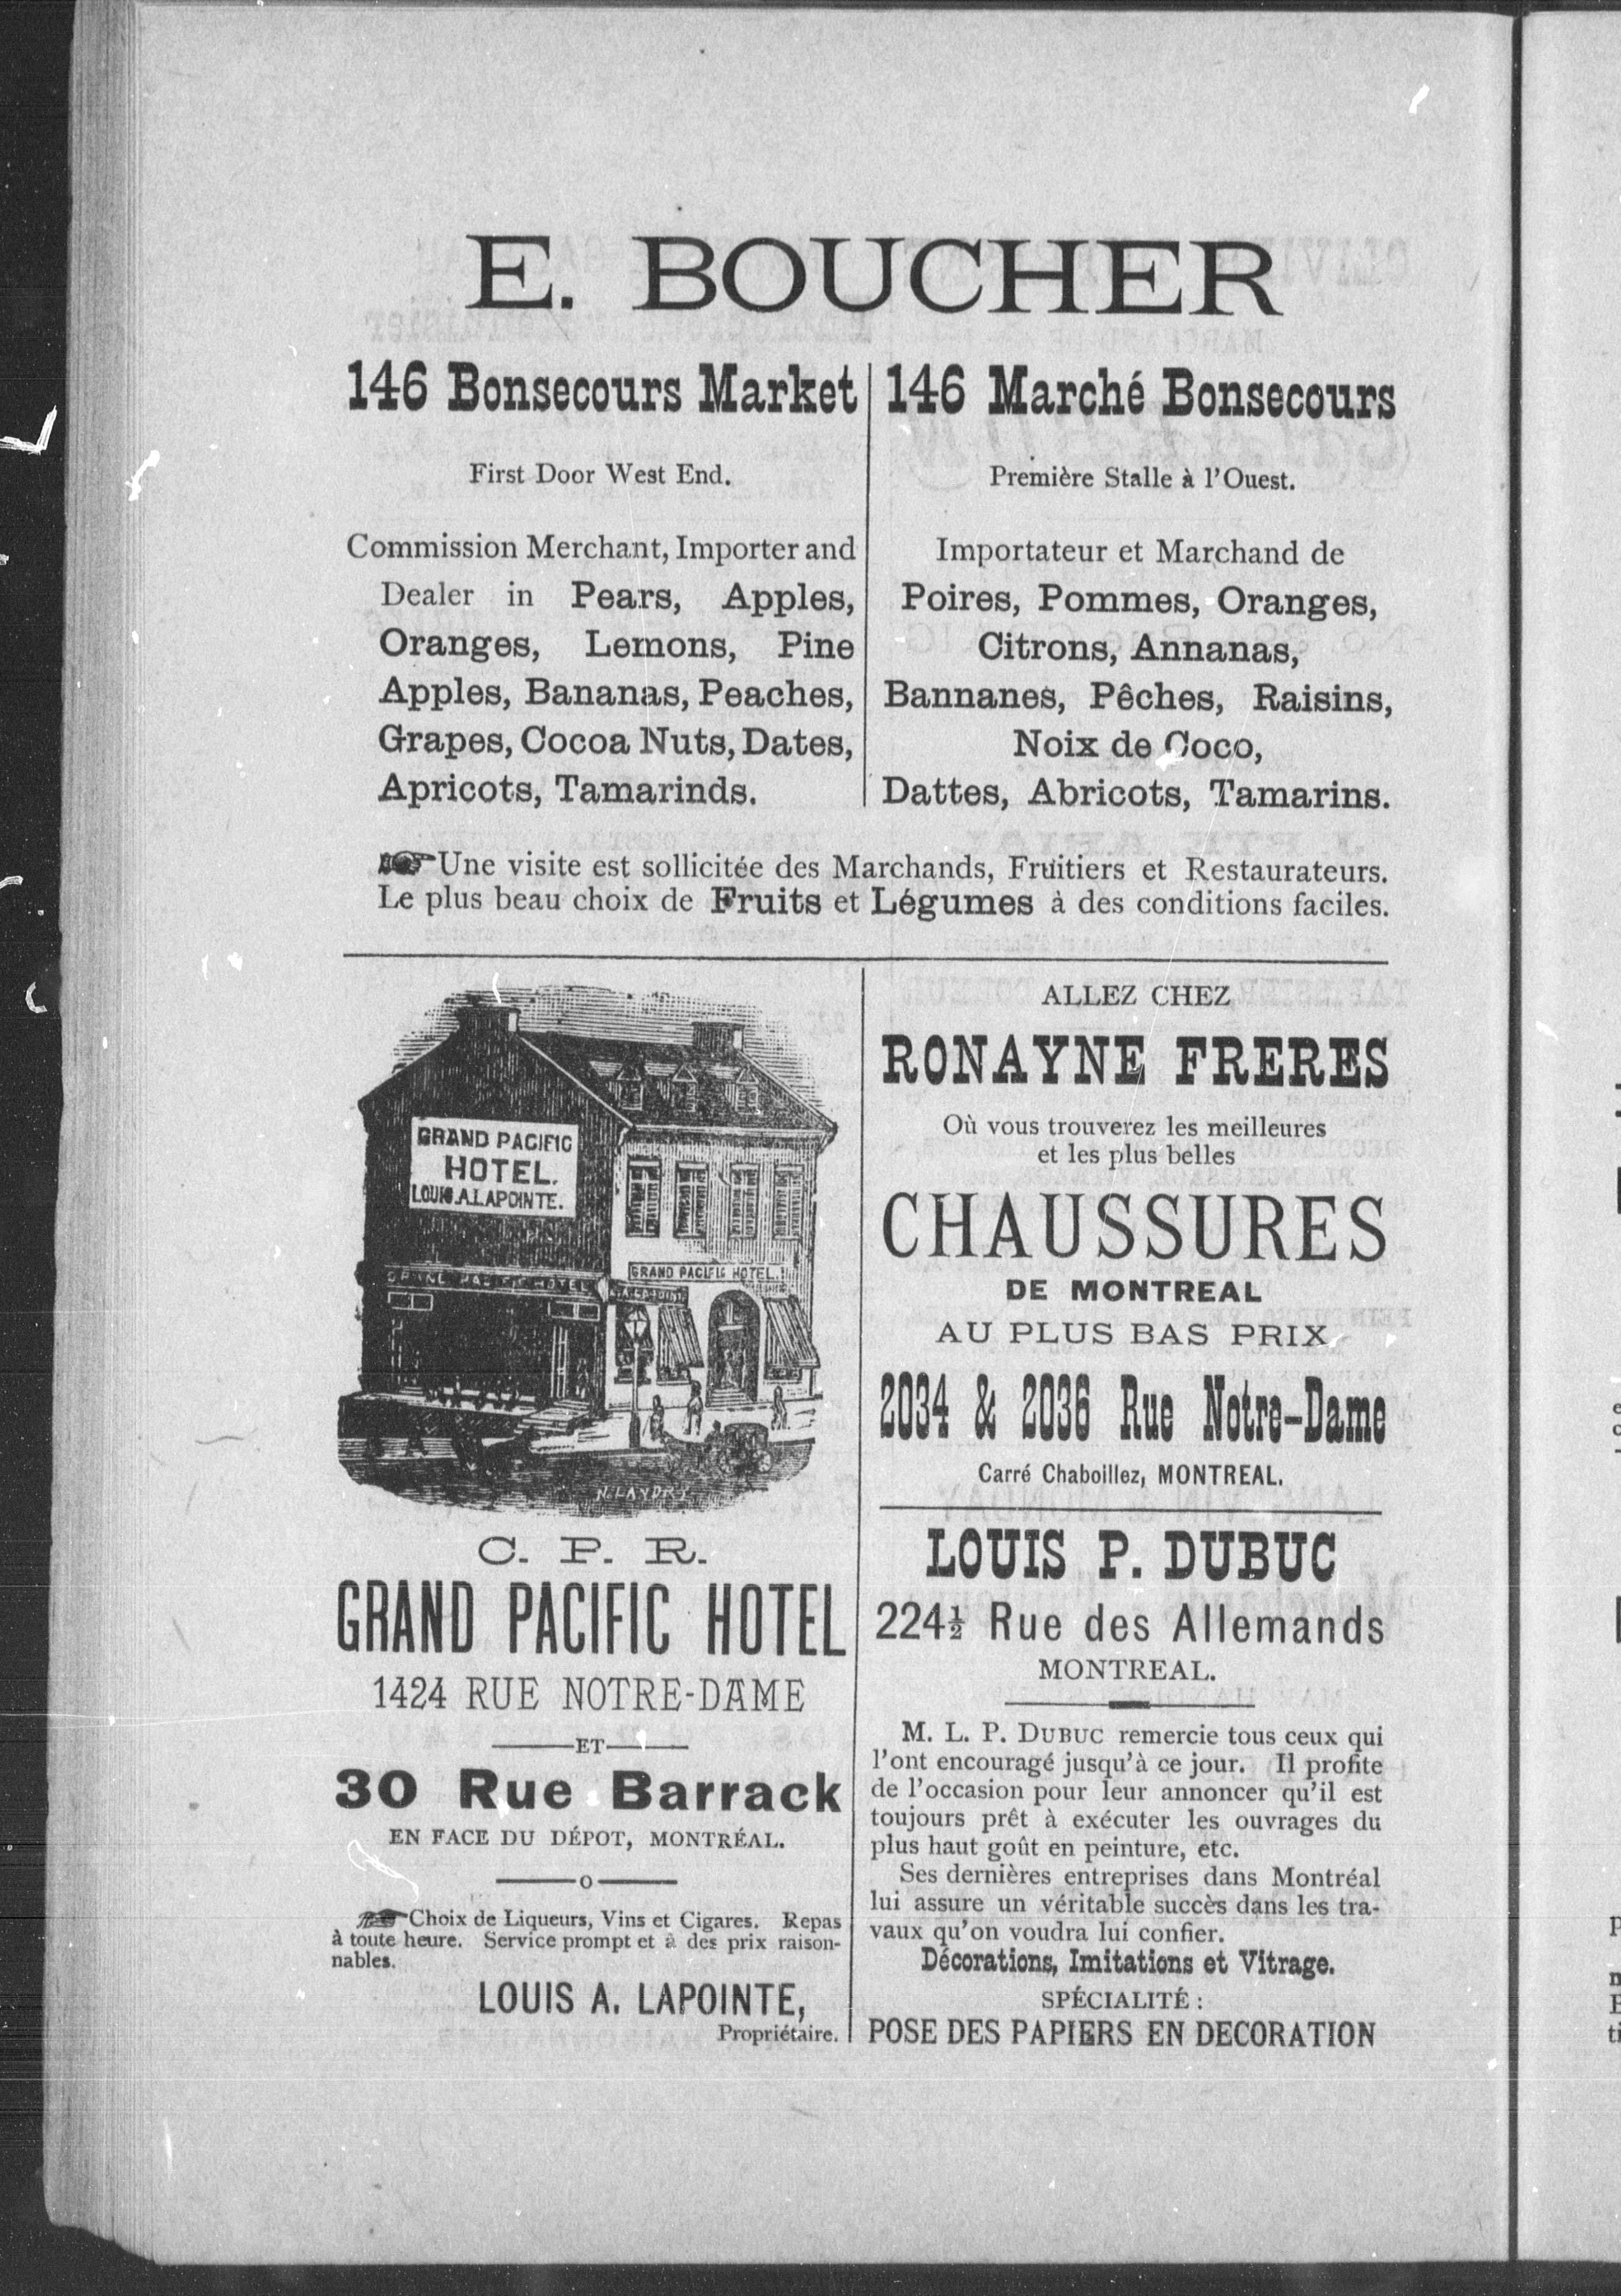 E. BOUCHER
146 Bonsecours Market
First Door West End.
Commission Merchant, Importer and
Dealer in Pears, Apples,
Oranges, Lemons, Pine
Apples, Bananas, Peaches,
Grapes, Cocoa Nuts, Dates,
Apricots, Tamarinds.
146 Marché Bonsecours
Première Stalle à l'Ouest.
Importateur et Marchand de
Poires, Pommes, Oranges,
Citrons, Annanas,
Bannanes, Pêches, Raisins,
Noix de Coco,
Dattes, Abricots, Tamarins.
☞ Une visite est sollicitée des Marchands, Fruitiers et Restaurateurs.
Le plus beau choix de Fruits et Légumes à des conditions faciles.
GRAND PACIFIC
HOTEL.
LOUIS.A.LAPOINTE.
GRAND PACIFIC HOTEL
GRAND PACIFIC HOTEL.
N. LANDRY
C. P. R.
GRAND PACIFIC HOTEL
1424 RUE NOTRE-DAME
ET
30 Rue Barrack
EN FACE DU DÉPOT, MONTRÉAL.
o
☞ Choix de Liqueurs, Vins et Cigares. Repas
à toute heure. Service prompt et à des prix raison-
nables.
LOUIS A. LAPOINTE,
Propriétaire.
ALLEZ CHEZ
RONAYNE FRERES
Où vous trouverez les meilleures
et les plus belles
CHAUSSURES
DE MONTREAL
AU PLUS BAS PRIX
2034 & 2036 Rue Notre-Dame
Carré Chaboillez, MONTREAL.
LOUIS P. DUBUC
224½ Rue des Allemands
MONTREAL.
M. L. P. DUBUC remercie tous ceux qui
l'ont encouragé jusqu'à ce jour. Il profite
de l'occasion pour leur annoncer qu'il est
toujours prêt à exécuter les ouvrages du
plus haut goût en peinture, etc.
Ses dernières entreprises dans Montréal
lui assure un véritable succès dans les tra-
vaux qu'on voudra lui confier.
Décorations, Imitations et Vitrage.
SPÉCIALITÉ :
POSE DES PAPIERS EN DECORATION